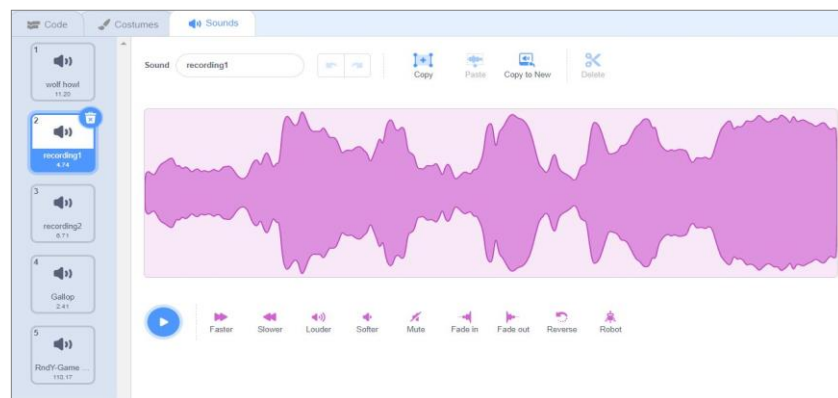 Code Costumes Sounds
1
wolf howl
11.20
2
recording1
4.74
3
recording2
6.71
4
Gallop
2.41
5
RndY-Game ...
110.17
Sound recording1 Copy Paste Copy to New Delete
Faster Slower Louder Softer Mute Fade in Fade out Reverse Robot